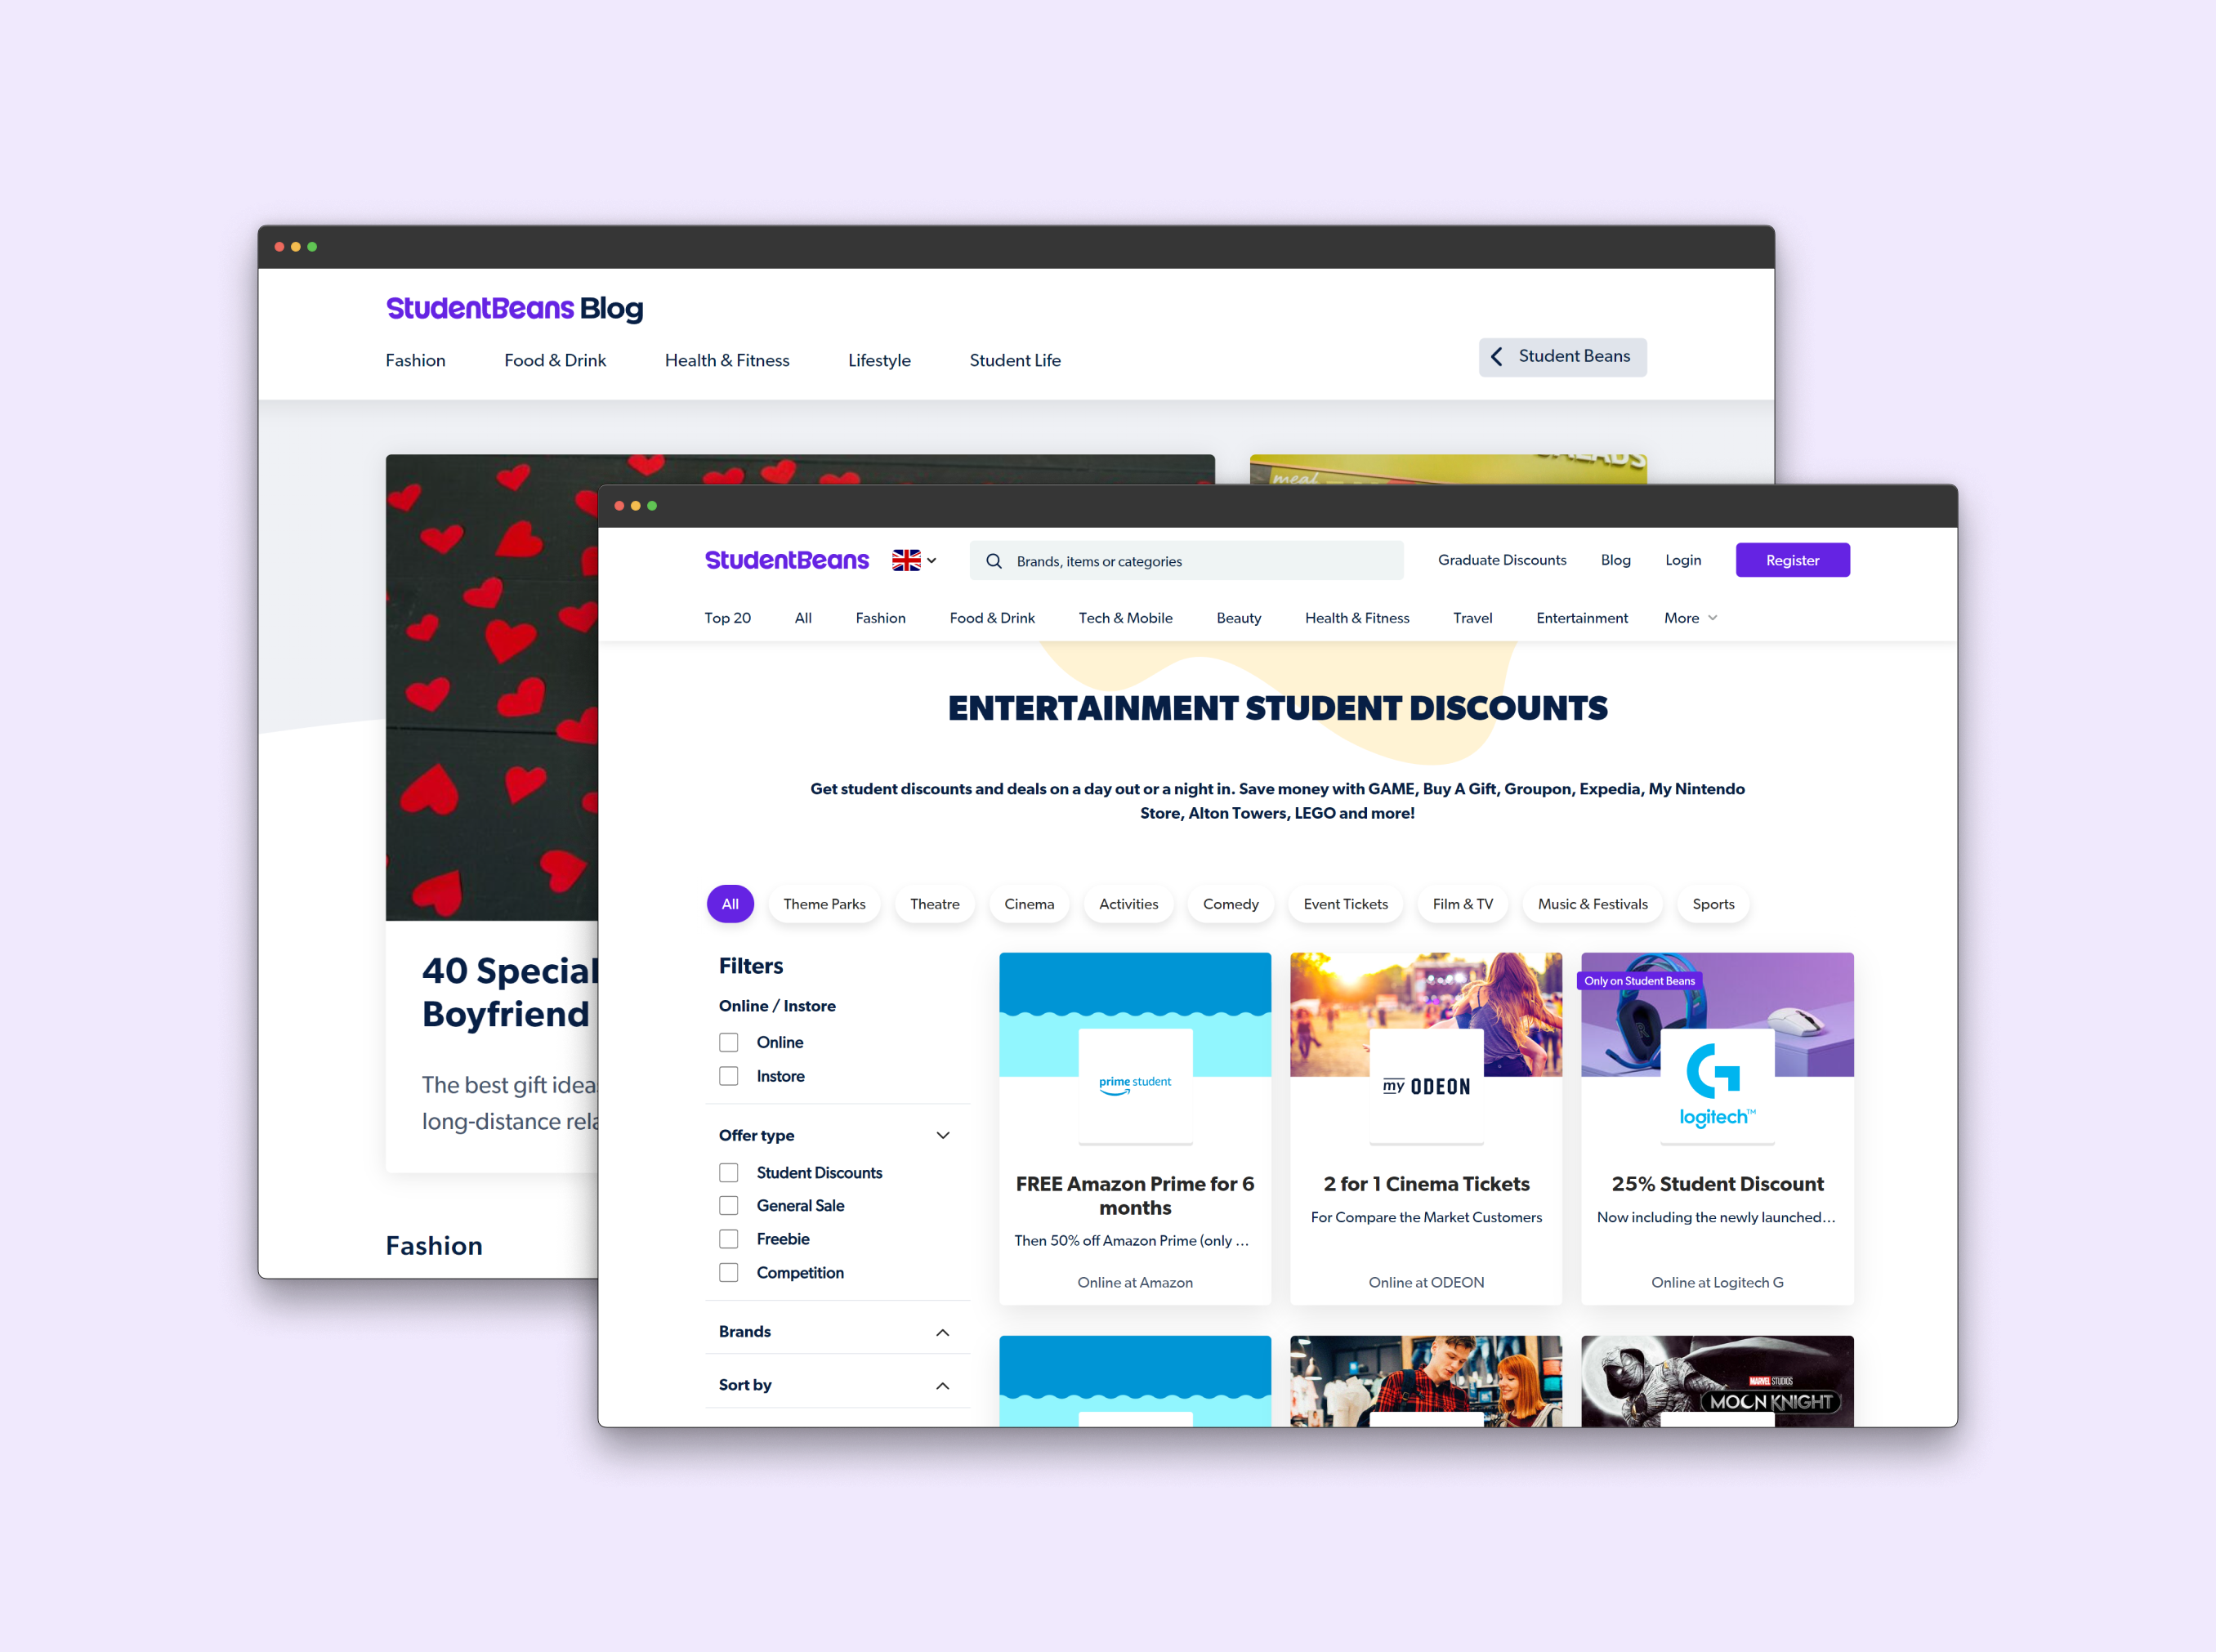 StudentBeans Blog
Fashion Food & Drink Health & Fitness Lifestyle Student Life
Student Beans
meal
40 Special
Boyfriend
The best gift idea
long-distance rela
Fashion
StudentBeans
Brands, items or categories
Graduate Discounts Blog Login Register
Top 20 All Fashion Food & Drink Tech & Mobile Beauty Health & Fitness Travel Entertainment More
ENTERTAINMENT STUDENT DISCOUNTS
Get student discounts and deals on a day out or a night in. Save money with GAME, Buy A Gift, Groupon, Expedia, My Nintendo
Store, Alton Towers, LEGO and more!
All Theme Parks Theatre Cinema Activities Comedy Event Tickets Film & TV Music & Festivals Sports
Filters
Online / Instore
Online
Instore
Offer type
Student Discounts
General Sale
Freebie
Competition
Brands
Sort by
prime student
FREE Amazon Prime for 6
months
Then 50% off Amazon Prime (only ...
Online at Amazon
my ODEON
2 for 1 Cinema Tickets
For Compare the Market Customers
Online at ODEON
Only on Student Beans
logitech™
25% Student Discount
Now including the newly launched...
Online at Logitech G
MARVEL STUDIOS
MOON KNIGHT